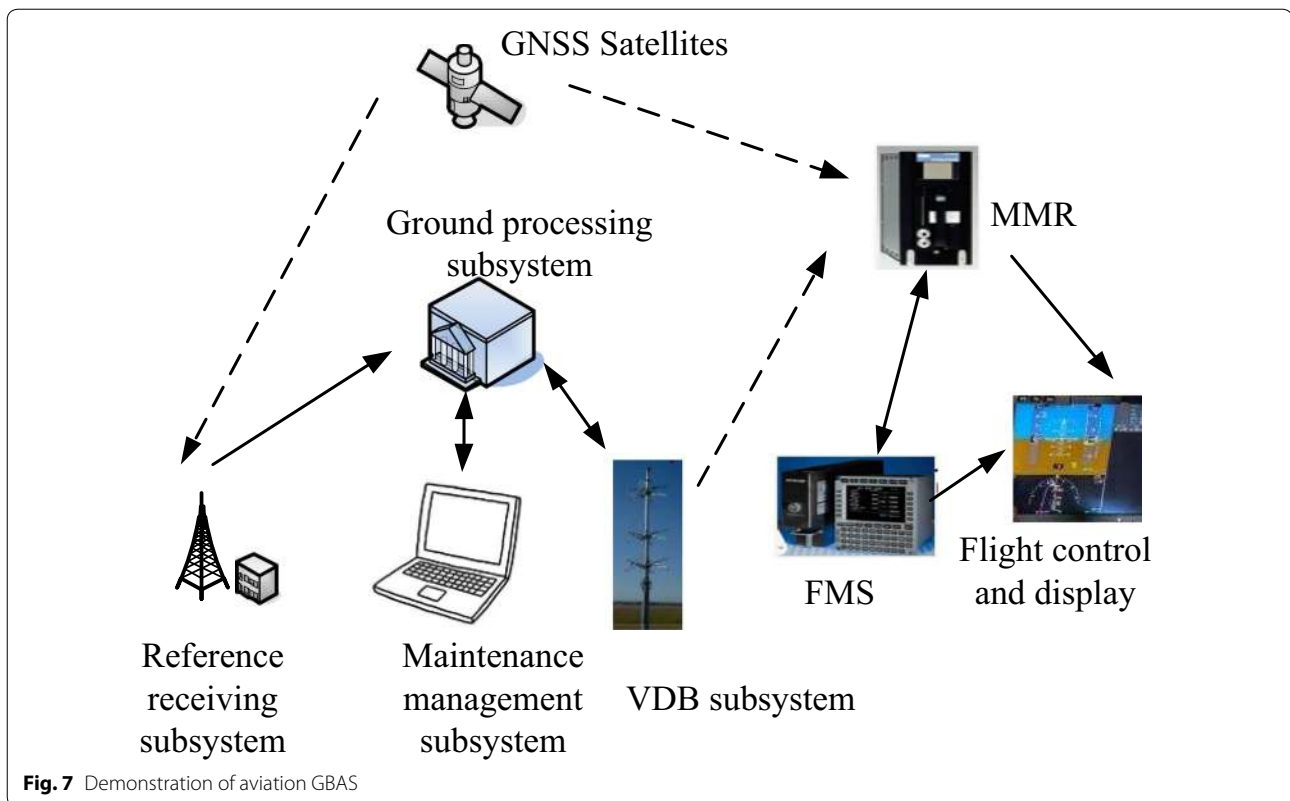 GNSS Satellites
Ground processing
subsystem
MMR
FMS
Flight control
and display
Reference
receiving
subsystem
Maintenance
management
subsystem
VDB subsystem
Fig. 7 Demonstration of aviation GBAS